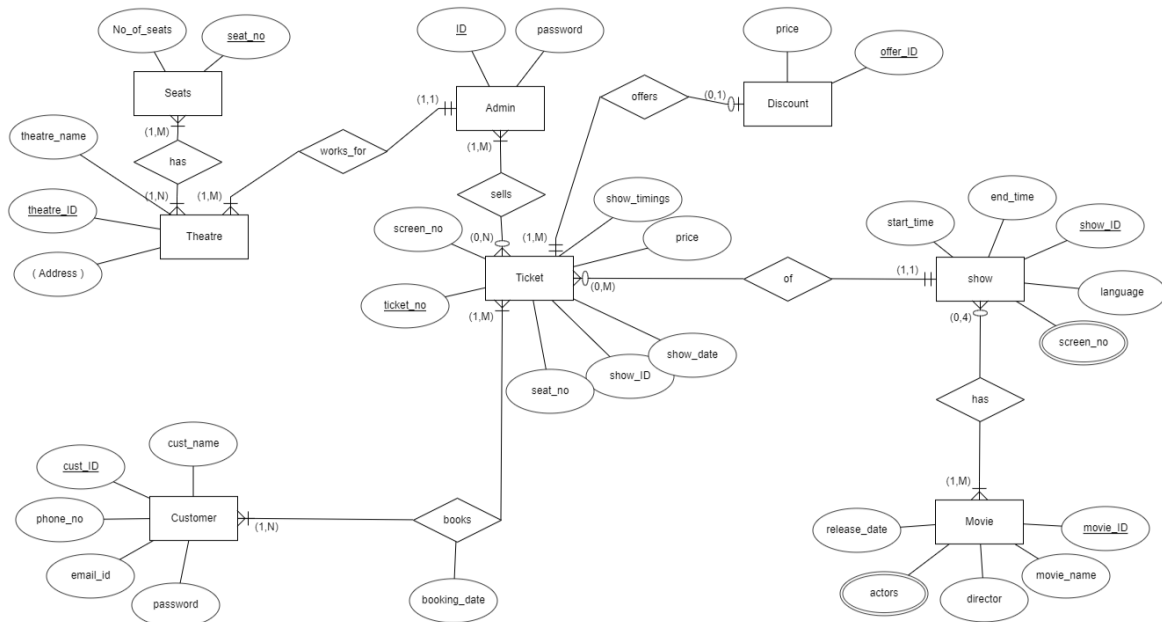 No_of_seats
seat_no
ID
password
price
offer_ID
Seats
Admin
offers
Discount
(1,1)
(0,1)
theatre_name
(1,M)
works_for
(1,M)
has
sells
theatre_ID
(1,N)
(1,M)
show_timings
end_time
start_time
show_ID
Theatre
screen_no
(0,N)
(1,M)
price
( Address )
Ticket
(0,M)
of
(1,1)
show
language
ticket_no
(1,M)
(0,4)
screen_no
show_date
show_ID
seat_no
has
cust_name
cust_ID
(1,M)
phone_no
Customer
(1,N)
books
release_date
Movie
movie_ID
email_id
movie_name
password
booking_date
actors
director